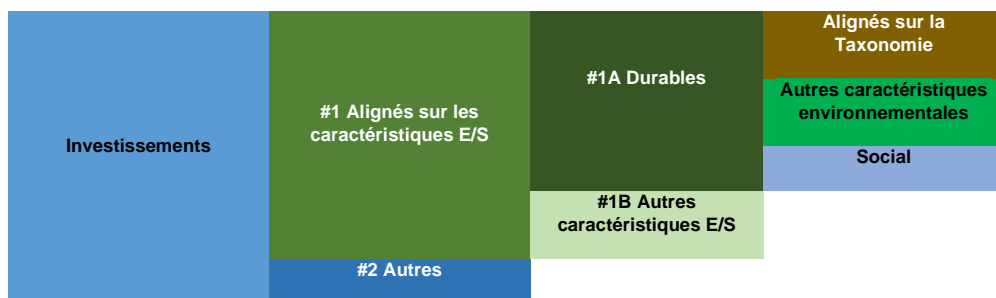 Investissements
#1 Alignés sur les
caractéristiques E/S
#2 Autres
#1A Durables
#1B Autres
caractéristiques E/S
Alignés sur la
Taxonomie
Autres caractéristiques
environnementales
Social